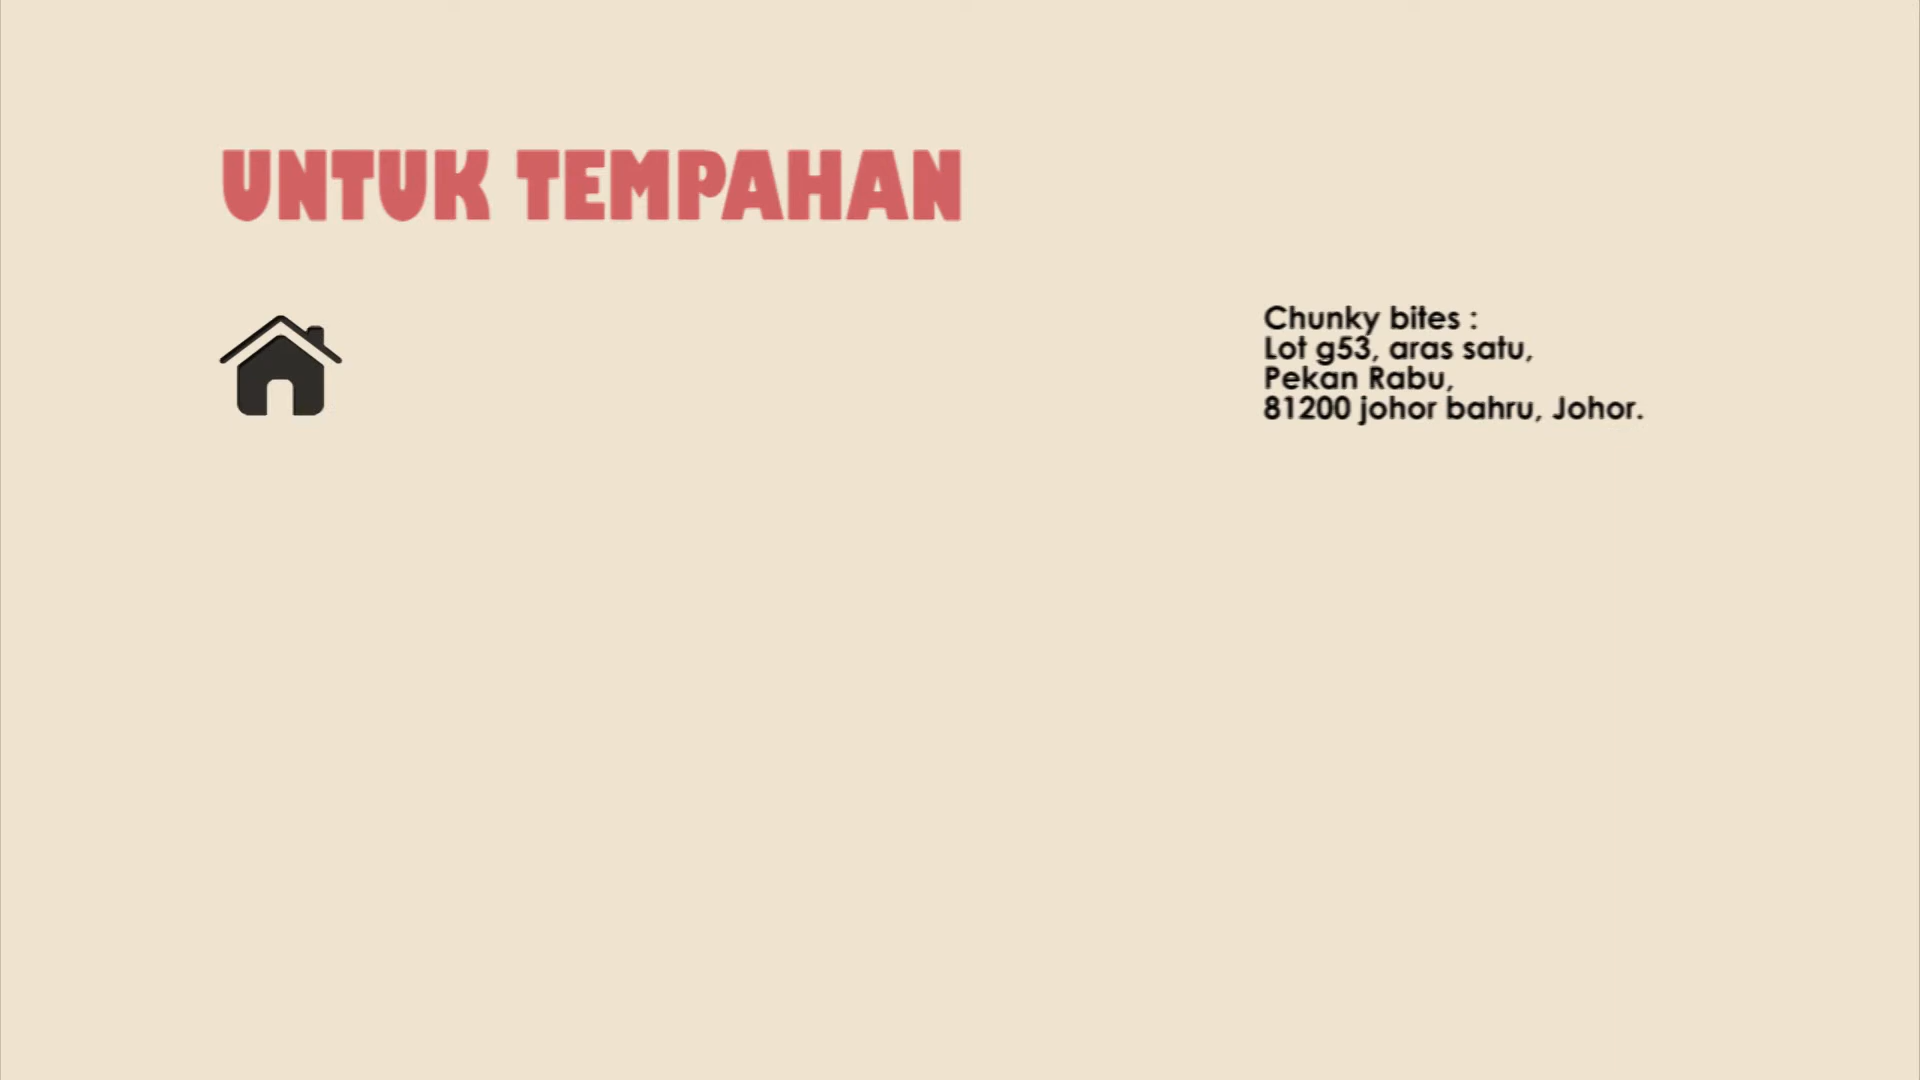 UNTUK TEMPAHAN
Chunky bites :
Lot g53, aras satu,
Pekan Rabu,
81200 johor bahru, Johor.